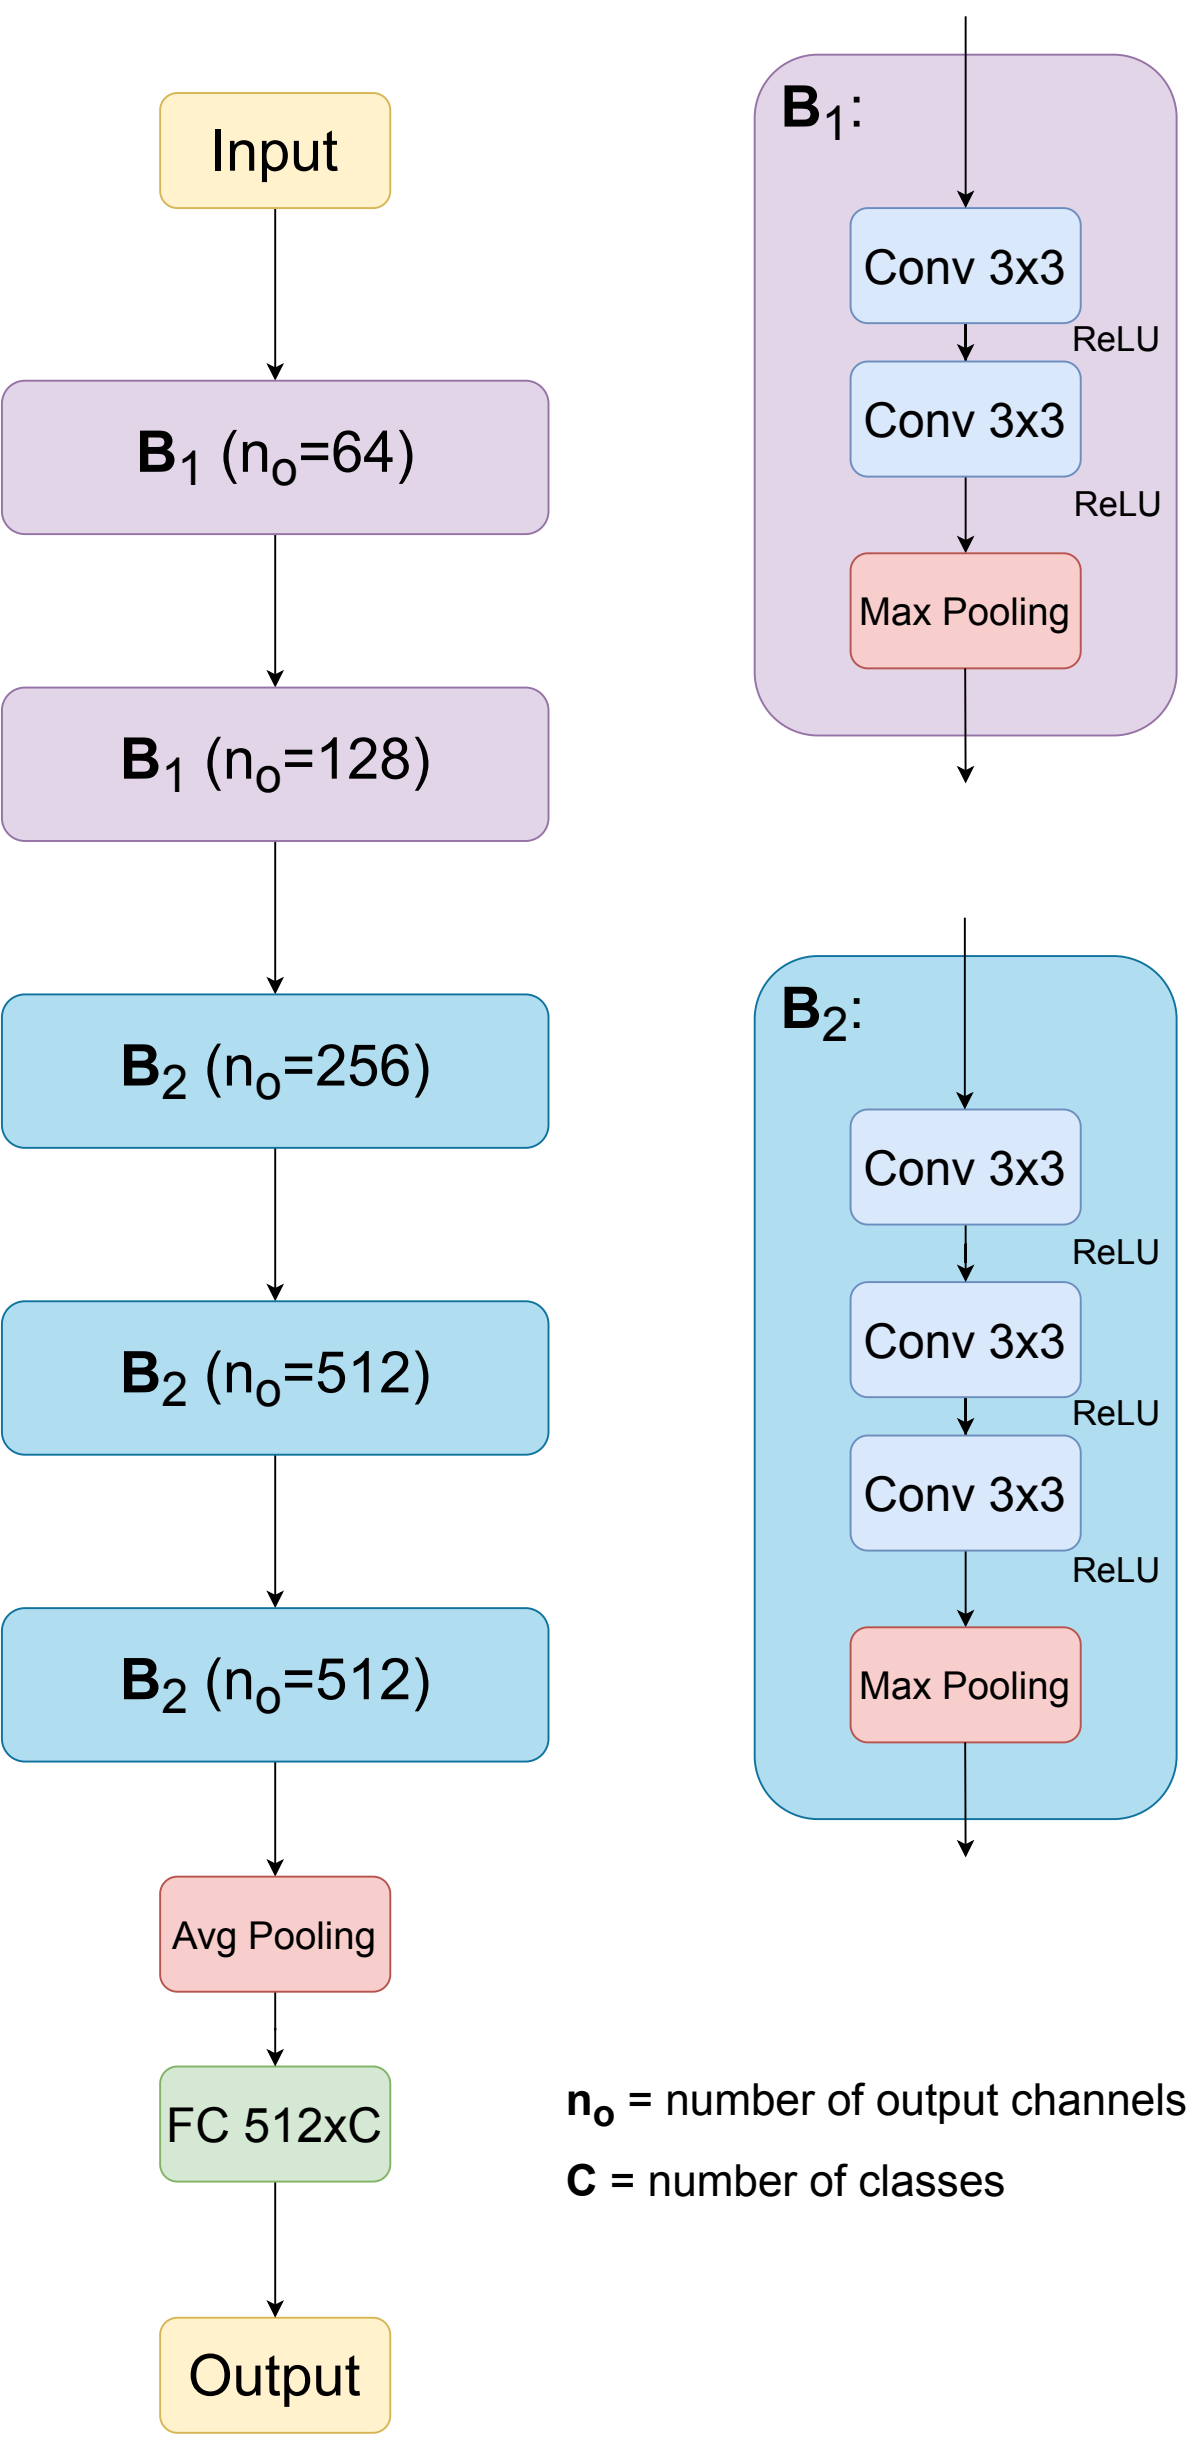 Input
B₁ (nₒ=64)
B₁ (nₒ=128)
B₂ (nₒ=256)
B₂ (nₒ=512)
B₂ (nₒ=512)
Avg Pooling
FC 512xC
Output
B₁:
Conv 3x3
ReLU
Conv 3x3
ReLU
Max Pooling
B₂:
Conv 3x3
ReLU
Conv 3x3
ReLU
Conv 3x3
ReLU
Max Pooling
nₒ = number of output channels
C = number of classes